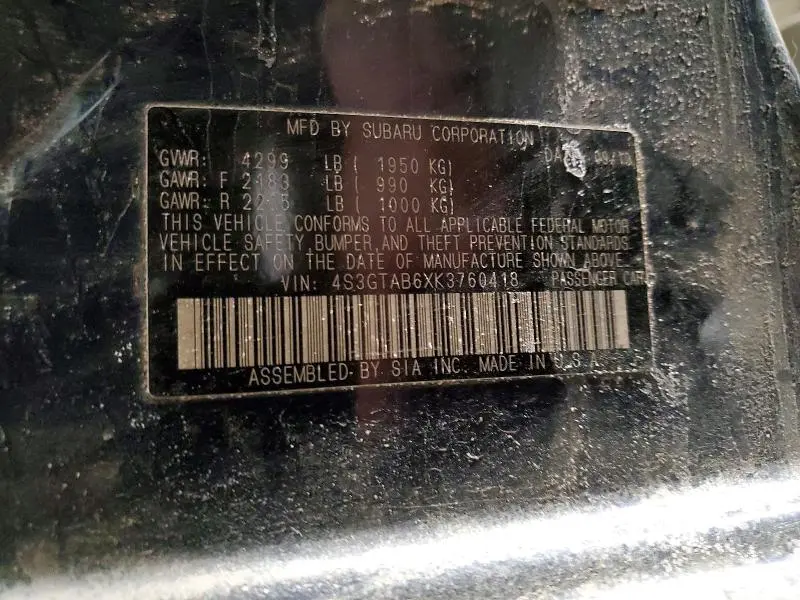 MFD BY SUBARU CORPORATION
GVWR: 4299 LB ( 1950 KG)
GAWR: F 2183 LB ( 990 KG)
GAWR: R LB ( 1000 KG)
THIS VEHICLE CONFORMS TO ALL APPLICABLE FEDERAL MOTOR
VEHICLE SAFETY, BUMPER, AND THEFT PREVENTION STANDARDS
IN EFFECT ON THE DATE OF MANUFACTURE SHOWN ABOVE.
VIN: 4S3GTAB6XK3760418 PASSENGER CAR
ASSEMBLED BY SIA INC. MADE IN U.S.A.